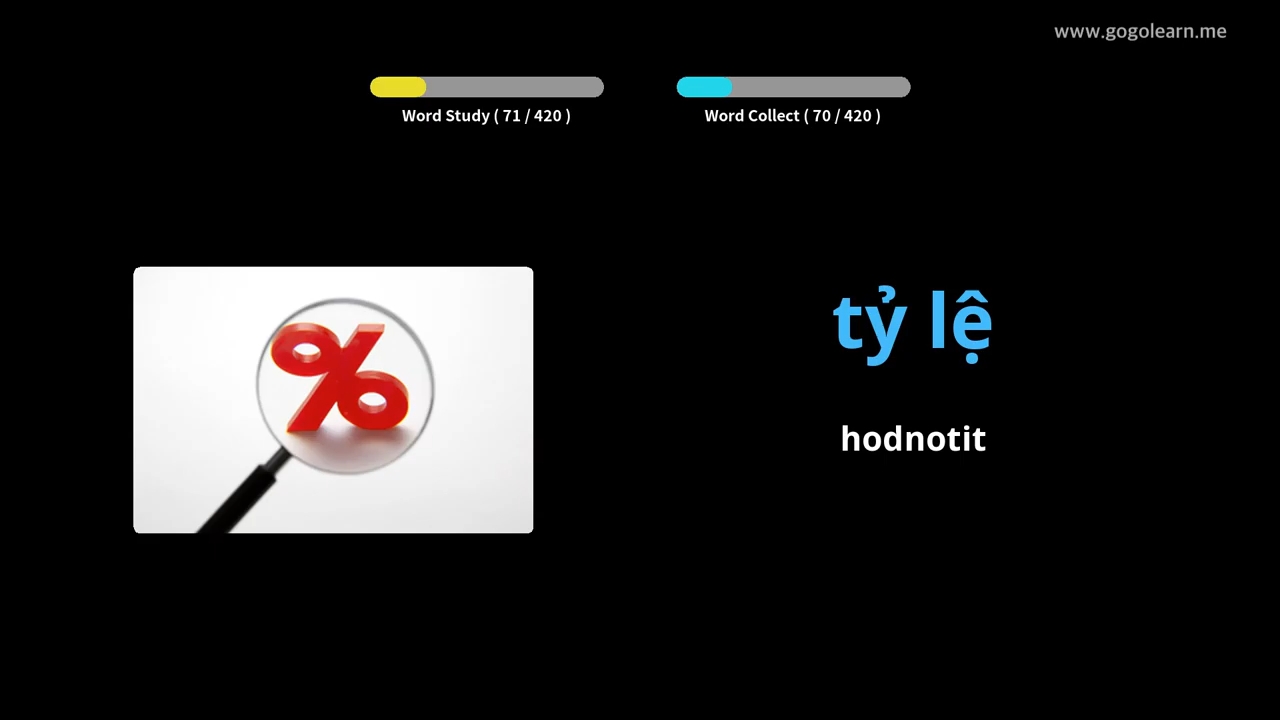 www.gogolearn.me
Word Study ( 71 / 420 )
Word Collect ( 70 / 420 )
%
tỷ lệ
hodnotit